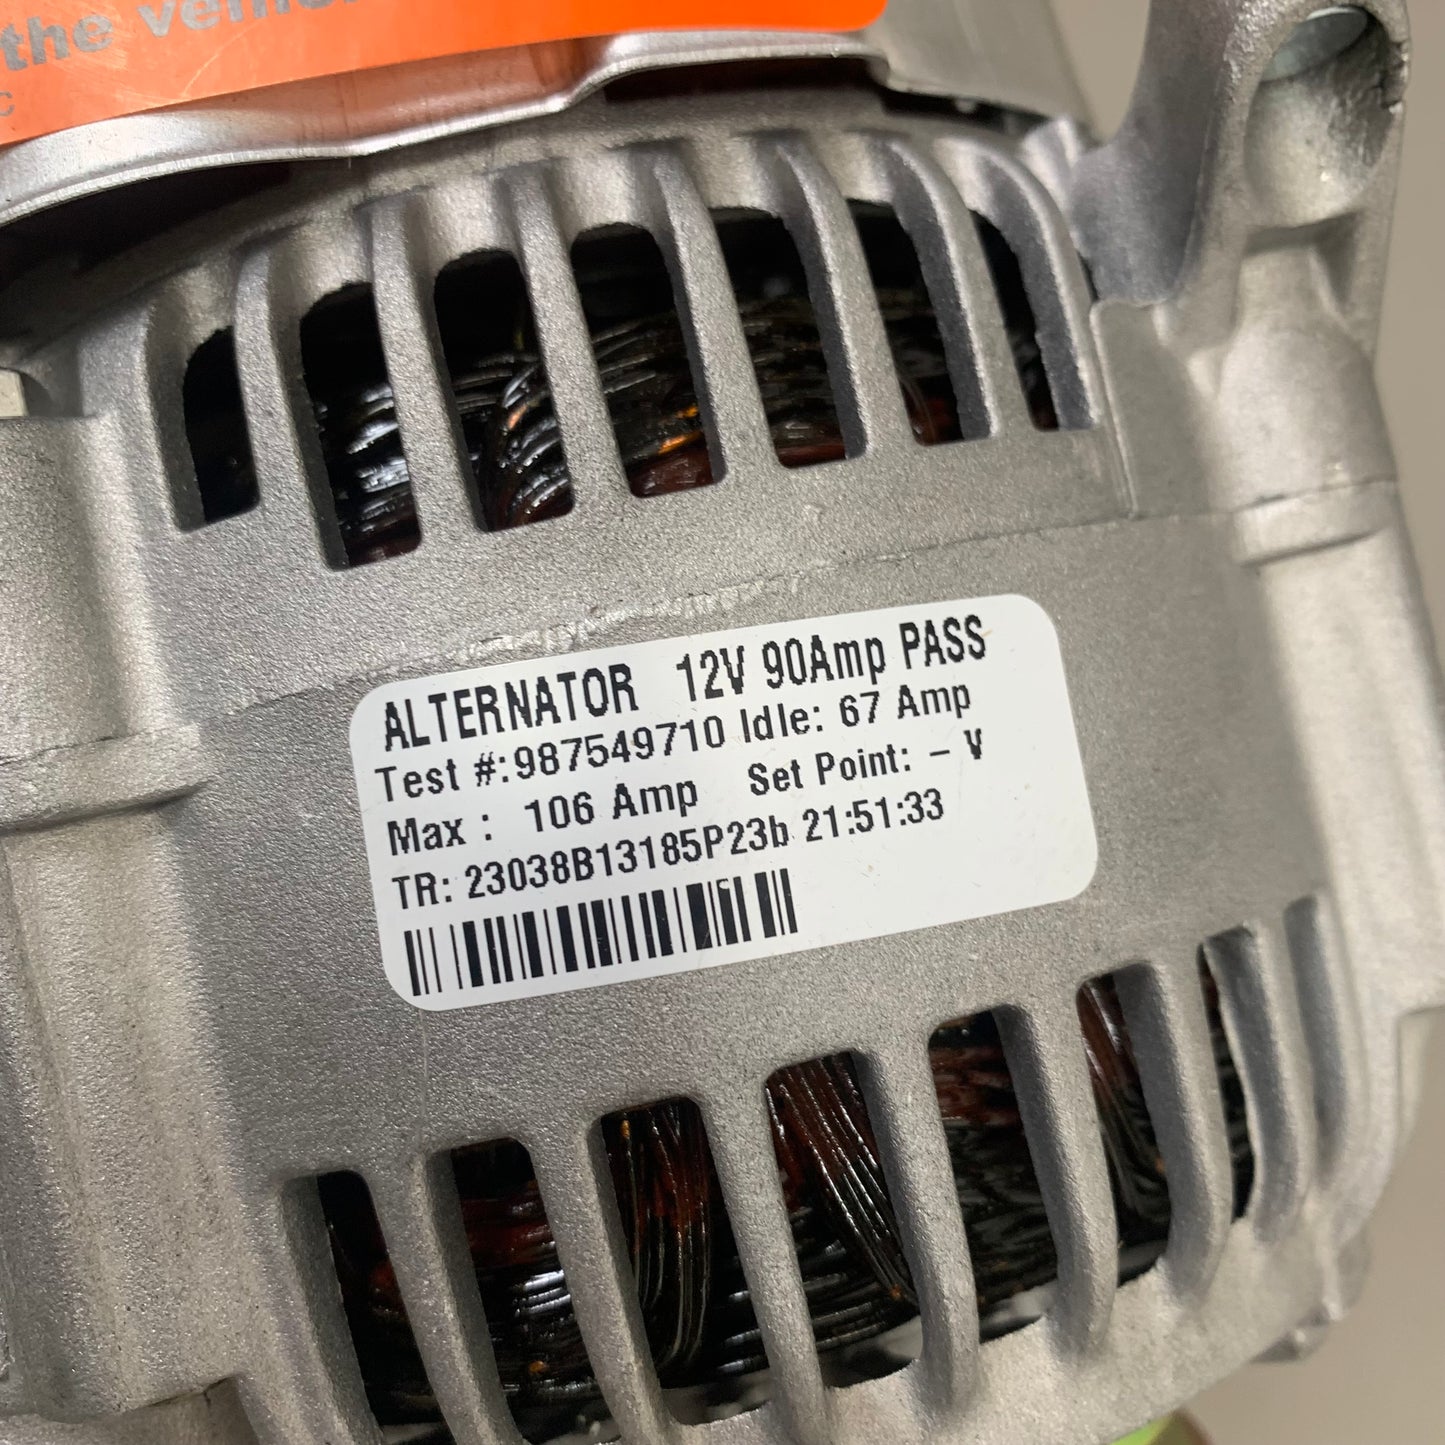 the vehic
C
ALTERNATOR 12V 90Amp PASS
Test #:987549710 Idle: 67 Amp
Max : 106 Amp Set Point: – V
TR: 23038B13185P23b 21:51:33